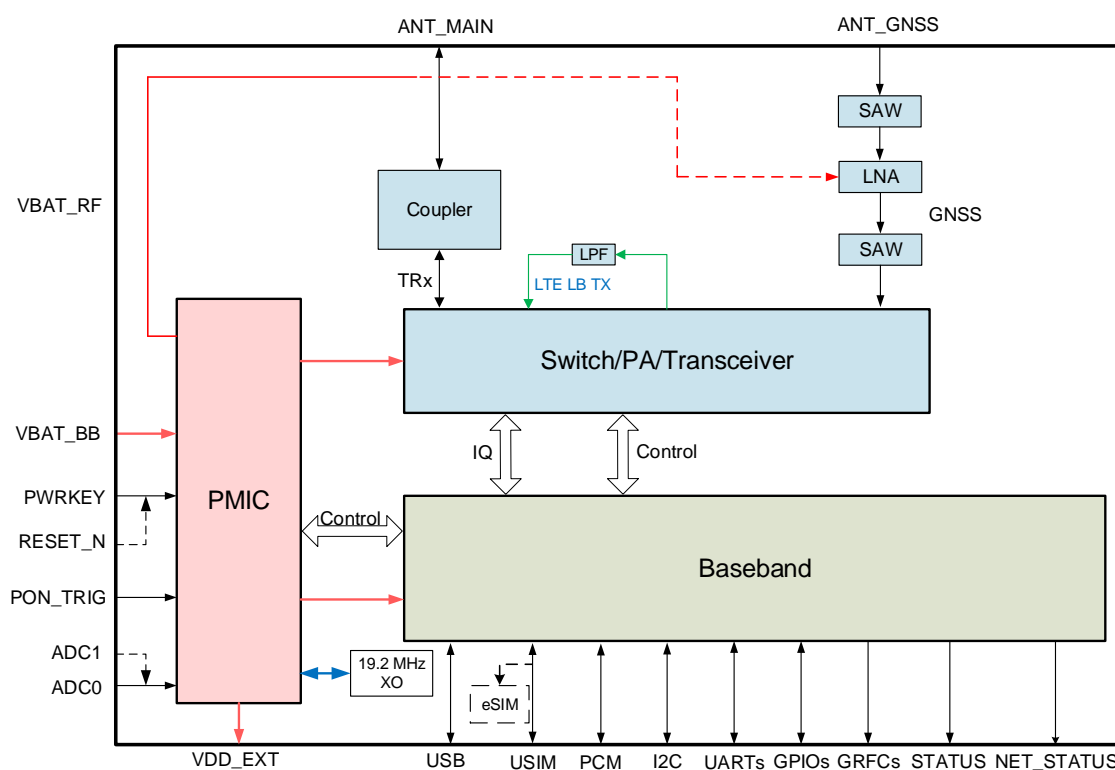 ANT_MAIN
ANT_GNSS
SAW
LNA
VBAT_RF
Coupler
GNSS
SAW
LPF
TRx
LTE LB TX
Switch/PA/Transceiver
VBAT_BB
IQ
Control
PWRKEY
PMIC
Control
RESET_N
Baseband
PON_TRIG
ADC1
19.2 MHz
XO
ADC0
eSIM
VDD_EXT
USB
USIM
PCM
I2C
UARTs
GPIOs
GRFCs
STATUS
NET_STATUS